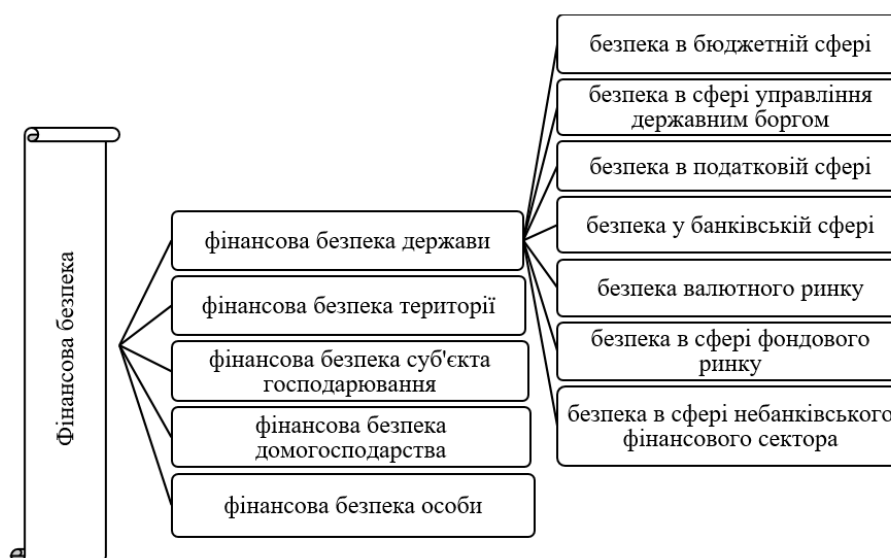 Фінансова безпека
фінансова безпека держави
фінансова безпека території
фінансова безпека суб'єкта
господарювання
фінансова безпека
домогосподарства
фінансова безпека особи
безпека в бюджетній сфері
безпека в сфері управління
державним боргом
безпека в податковій сфері
безпека у банківській сфері
безпека валютного ринку
безпека в сфері фондового
ринку
безпека в сфері небанківського
фінансового сектора